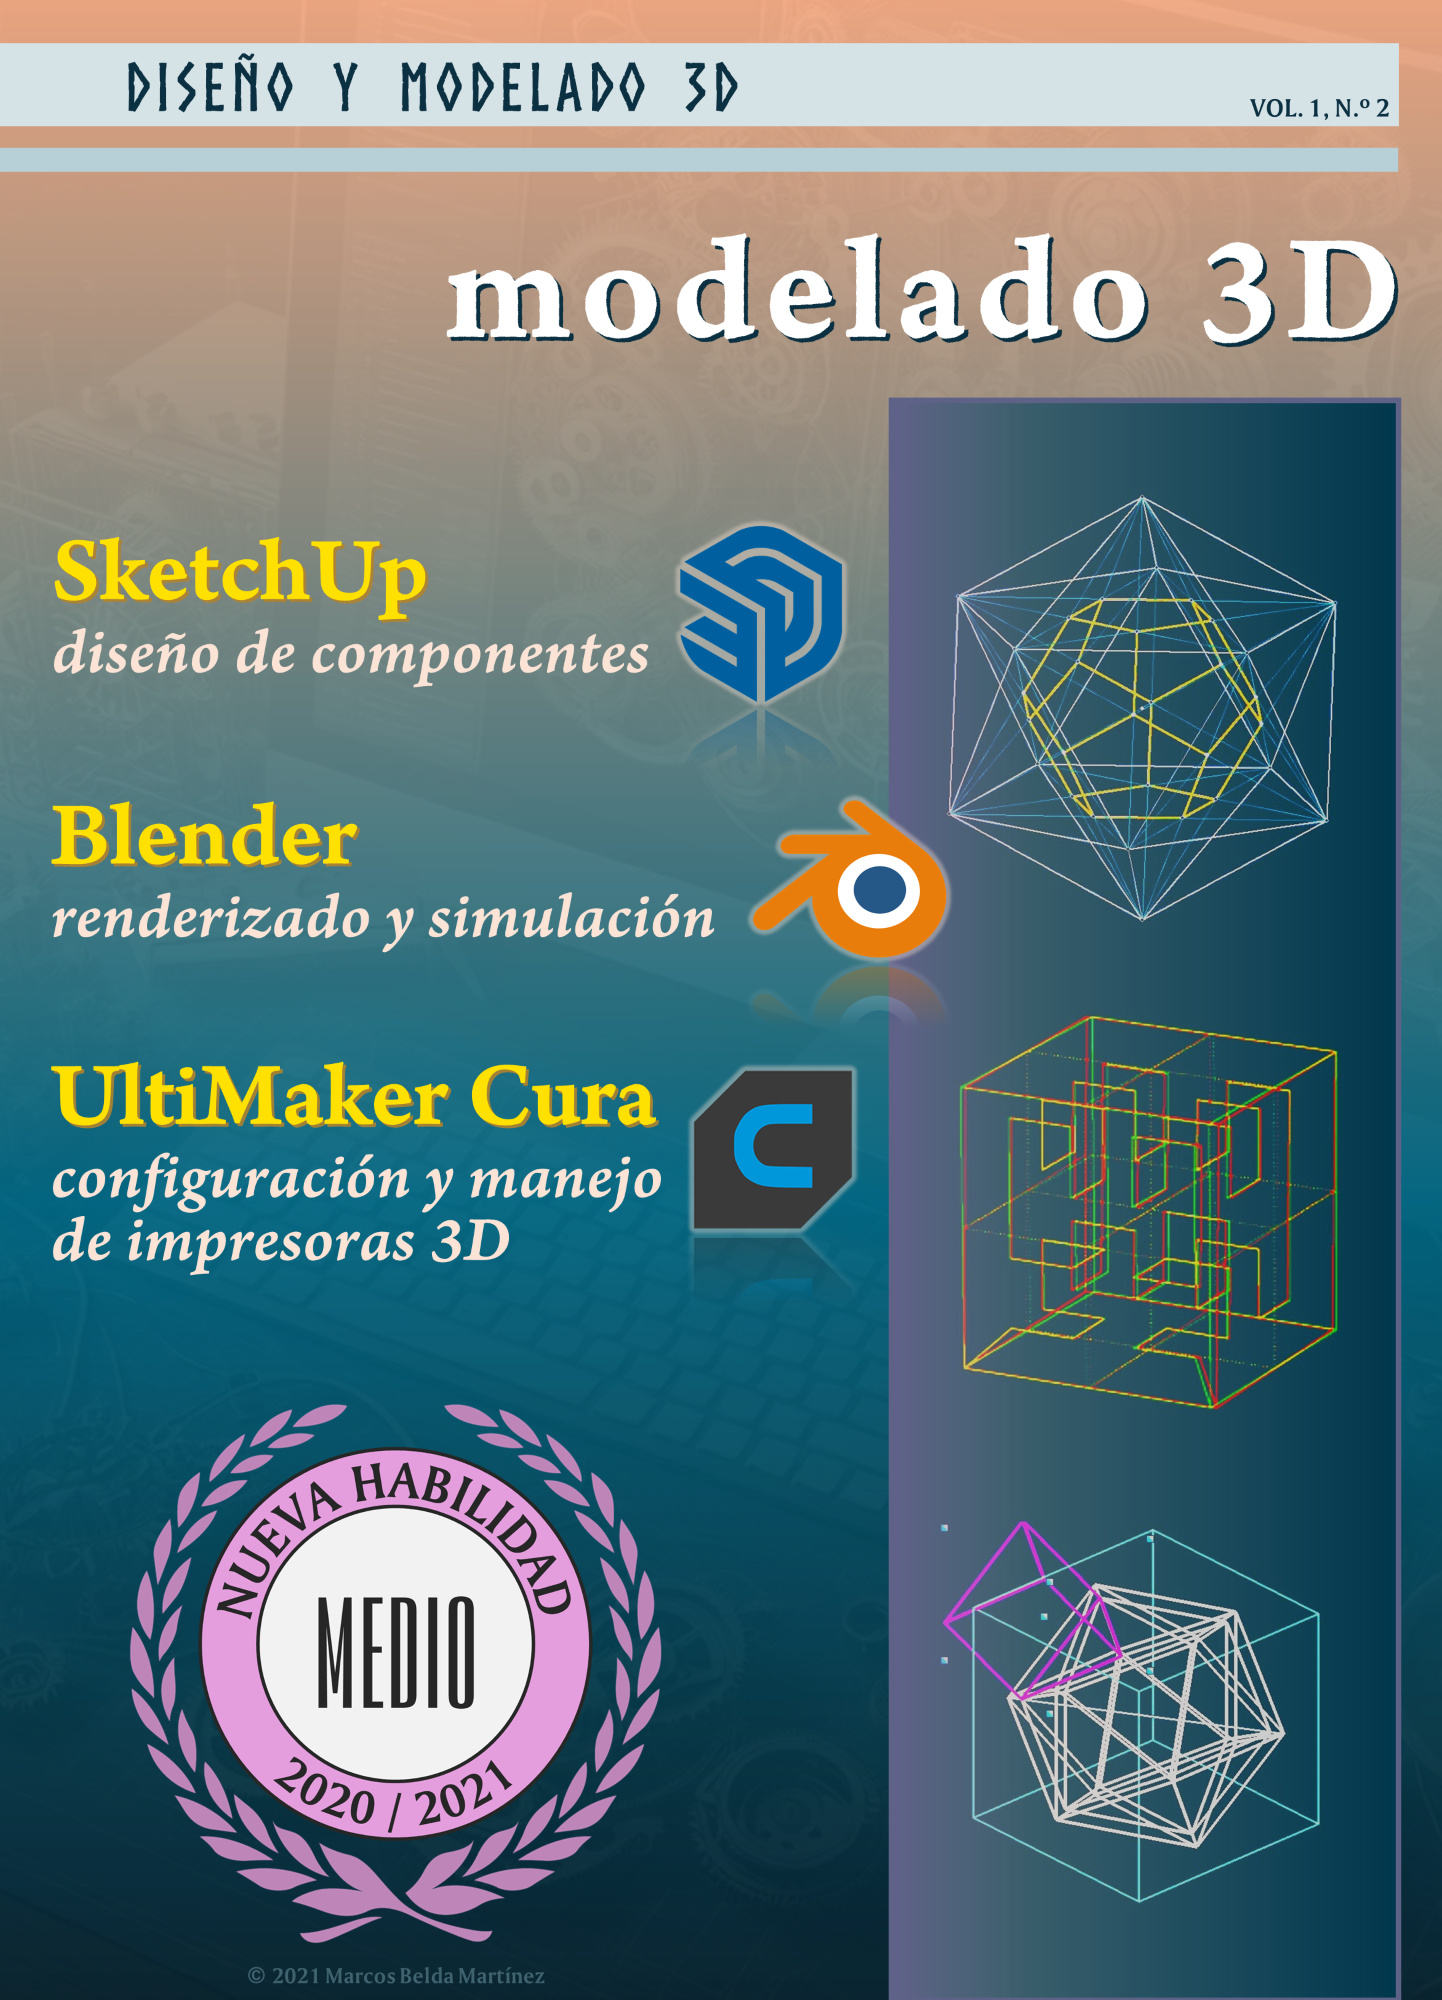 DISEÑO Y MODELADO 3D
VOL. 1, N.º 2
modelado 3D
SketchUp
diseño de componentes
Blender
renderizado y simulación
UltiMaker Cura
configuración y manejo
de impresoras 3D
NUEVA HABILIDAD
MEDIO
2020 / 2021
© 2021 Marcos Belda Martínez